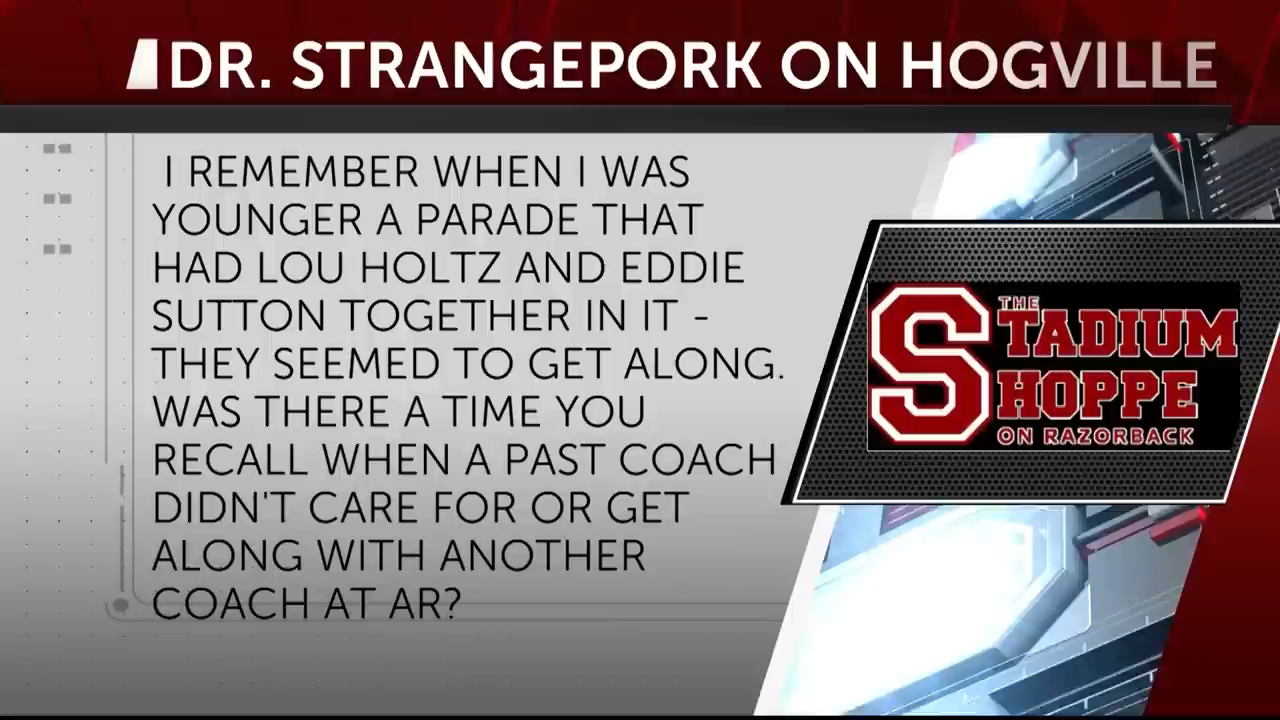 DR. STRANGEPORK ON HOGVILLE
I REMEMBER WHEN I WAS
YOUNGER A PARADE THAT
HAD LOU HOLTZ AND EDDIE
SUTTON TOGETHER IN IT -
THEY SEEMED TO GET ALONG.
WAS THERE A TIME YOU
RECALL WHEN A PAST COACH
DIDN'T CARE FOR OR GET
ALONG WITH ANOTHER
COACH AT AR?
THE
STADIUM
SHOPPE
ON RAZORBACK